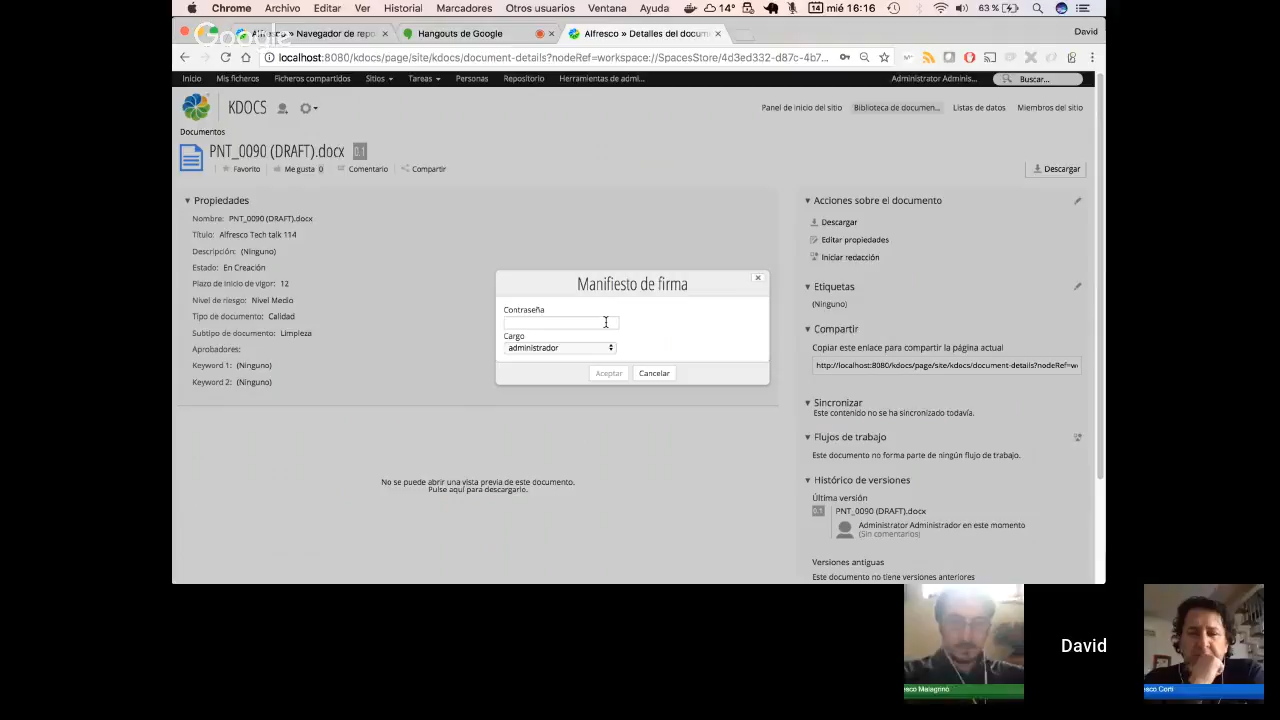 Chrome Archivo Editar Ver Historial Marcadores Otros usuarios Ventana Ayuda 14° mié 16:16 63 %
Google
Alfresco » Navegador de repo
Hangouts de Google
Alfresco » Detalles del docum
David
localhost:8080/kdocs/page/site/kdocs/document-details?nodeRef=workspace://SpacesStore/4d3ed332-d87c-4b7...
Inicio Mis ficheros Ficheros compartidos Sitios Tareas Personas Repositorio Herramientas de admi... Administrator Adminis... Buscar...
KDOCS
Panel de inicio del sitio Biblioteca de documen... Listas de datos Miembros del sitio
Documentos
PNT_0090 (DRAFT).docx 0.1
Favorito Me gusta 0 Comentario Compartir
Descargar
Propiedades
Nombre: PNT_0090 (DRAFT).docx
Título: Alfresco Tech talk 114
Descripción: (Ninguno)
Estado: En Creación
Plazo de inicio de vigor: 12
Nivel de riesgo: Nivel Medio
Tipo de documento: Calidad
Subtipo de documento: Limpieza
Aprobadores:
Keyword 1: (Ninguno)
Keyword 2: (Ninguno)
No se puede abrir una vista previa de este documento.
Pulse aquí para descargarlo.
Manifiesto de firma
Contraseña
Cargo
administrador
Aceptar Cancelar
Acciones sobre el documento
Descargar
Editar propiedades
Iniciar redacción
Etiquetas
(Ninguno)
Compartir
Copiar este enlace para compartir la página actual
http://localhost:8080/kdocs/page/site/kdocs/document-details?nodeRef=w
Sincronizar
Este contenido no se ha sincronizado todavía.
Flujos de trabajo
Este documento no forma parte de ningún flujo de trabajo.
Histórico de versiones
Última versión
0.1 PNT_0090 (DRAFT).docx
Administrator Administrador en este momento
(Sin comentarios)
Versiones antiguas
Este documento no tiene versiones anteriores
esco Malagrinò
David
esco Corti